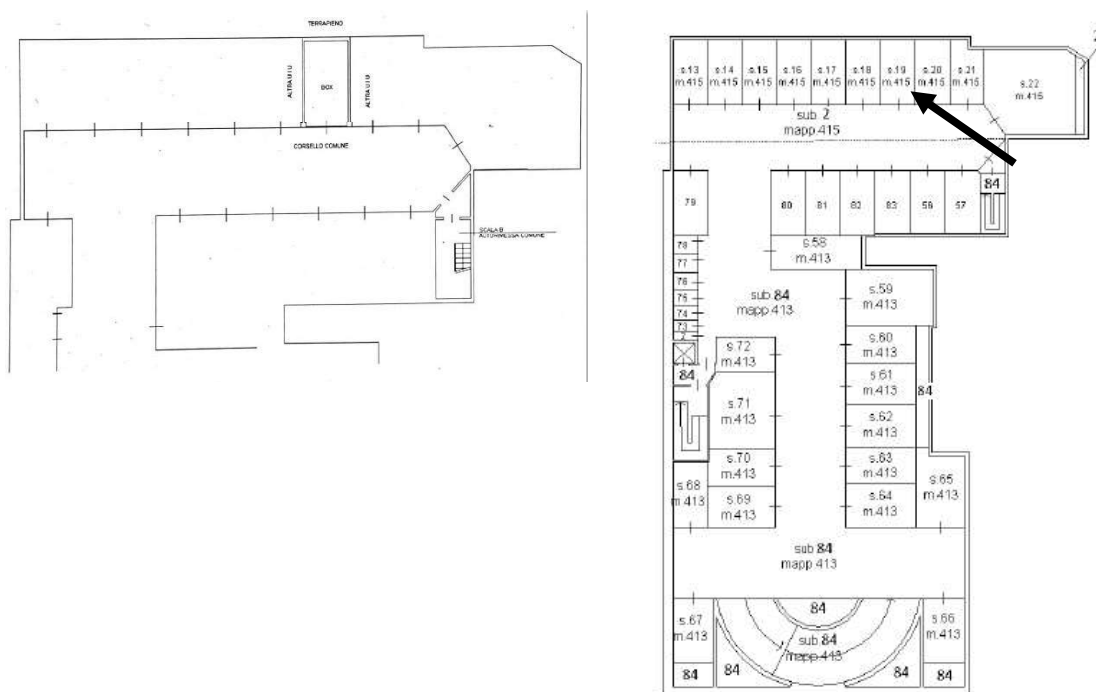 TERRAPIENO
ALTRA U.I.U
BOX
ALTRA U.I.U
CORSELLO COMUNE
SCALA B
AUTORIMESSA COMUNE
2
s.13
m.415
s.14
m.415
s.15
m.415
s.16
m.415
s.17
m.415
s.18
m.415
s.19
m.415
s.20
m.415
s.21
m.415
s.22
m.415
sub 2
mapp.415
84
79
80
81
82
83
56
57
78
77
76
75
74
73
2
84
s.58
m.413
sub.84
mapp.413
s.59
m.413
s.60
m.413
s.61
m.413
84
s.62
m.413
s.63
m.413
s.64
m.413
s.65
m.413
s.72
m.413
s.71
m.413
s.70
m.413
s.69
m.413
s.68
m.413
sub 84
mapp.413
s.67
m.413
84
84
84
sub.84
mapp.413
84
s.66
m.413
84